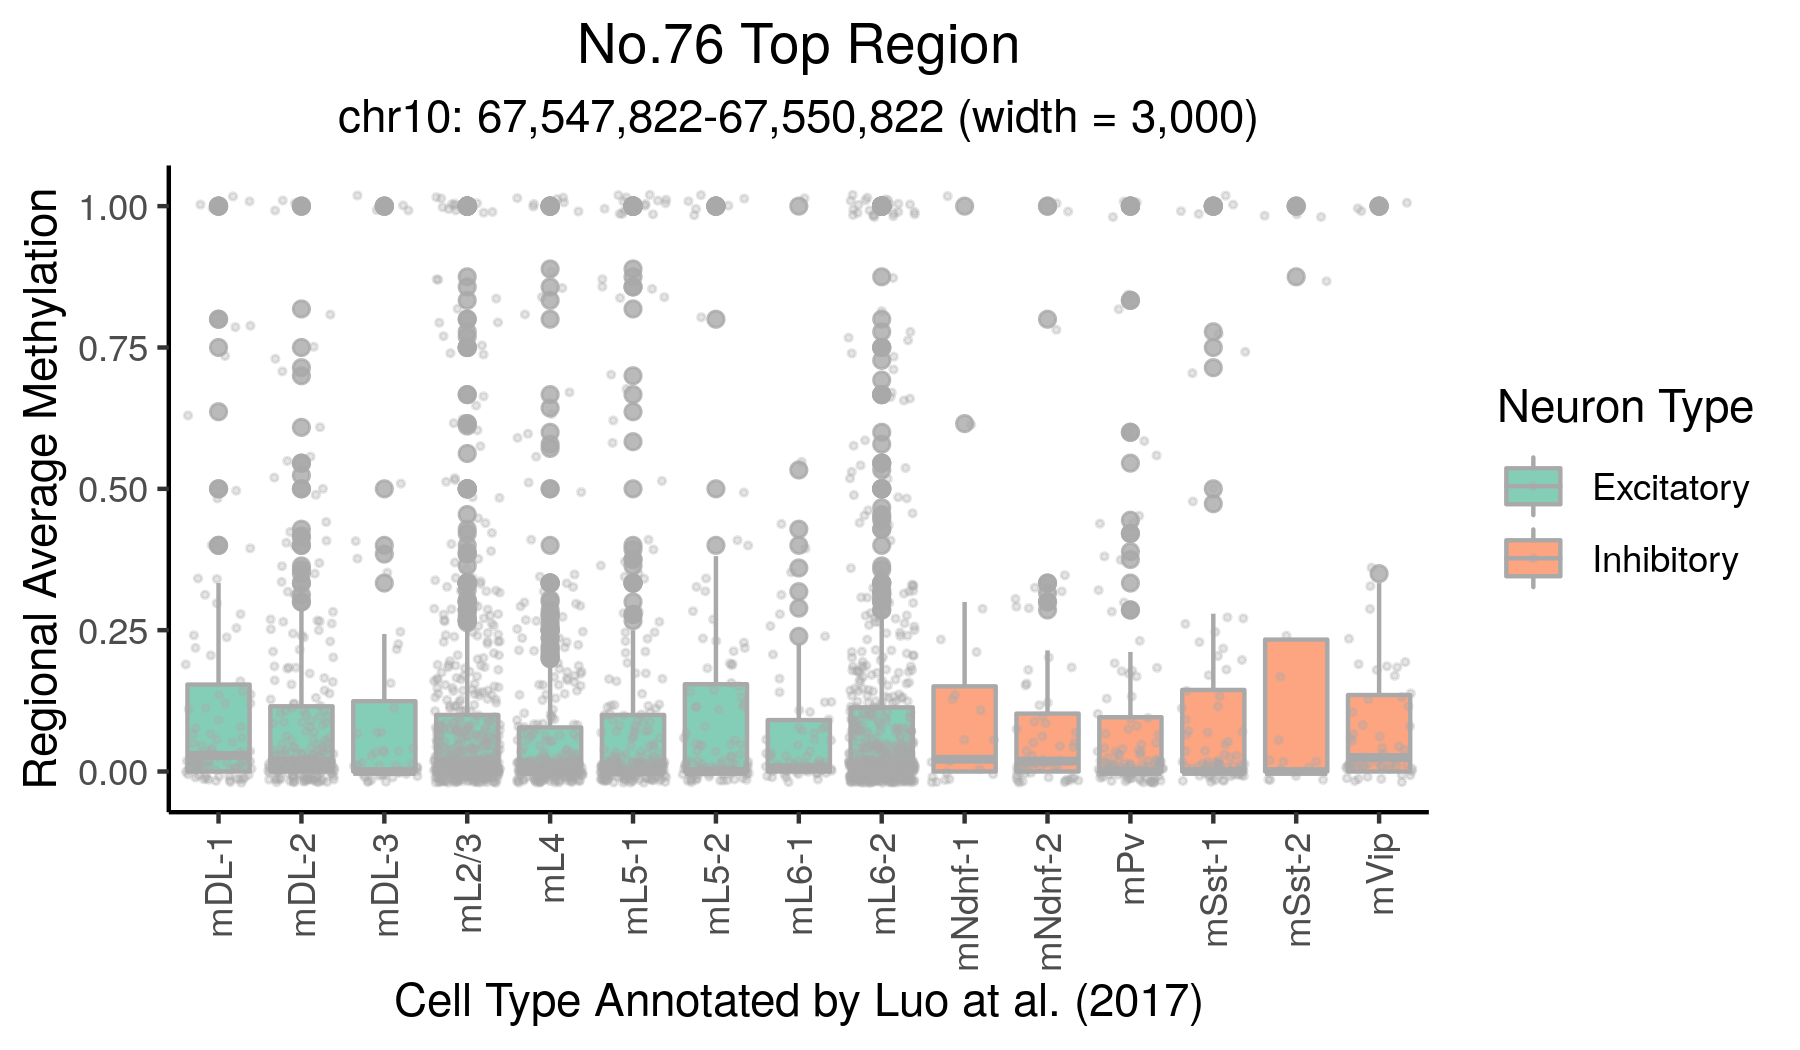 No.76 Top Region
chr10: 67,547,822-67,550,822 (width = 3,000)
Regional Average Methylation
1.00
0.75
0.50
0.25
0.00
mDL-1
mDL-2
mDL-3
mL2/3
mL4
mL5-1
mL5-2
mL6-1
mL6-2
mNdnf-1
mNdnf-2
mPv
mSst-1
mSst-2
mVip
Cell Type Annotated by Luo at al. (2017)
Neuron Type
Excitatory
Inhibitory